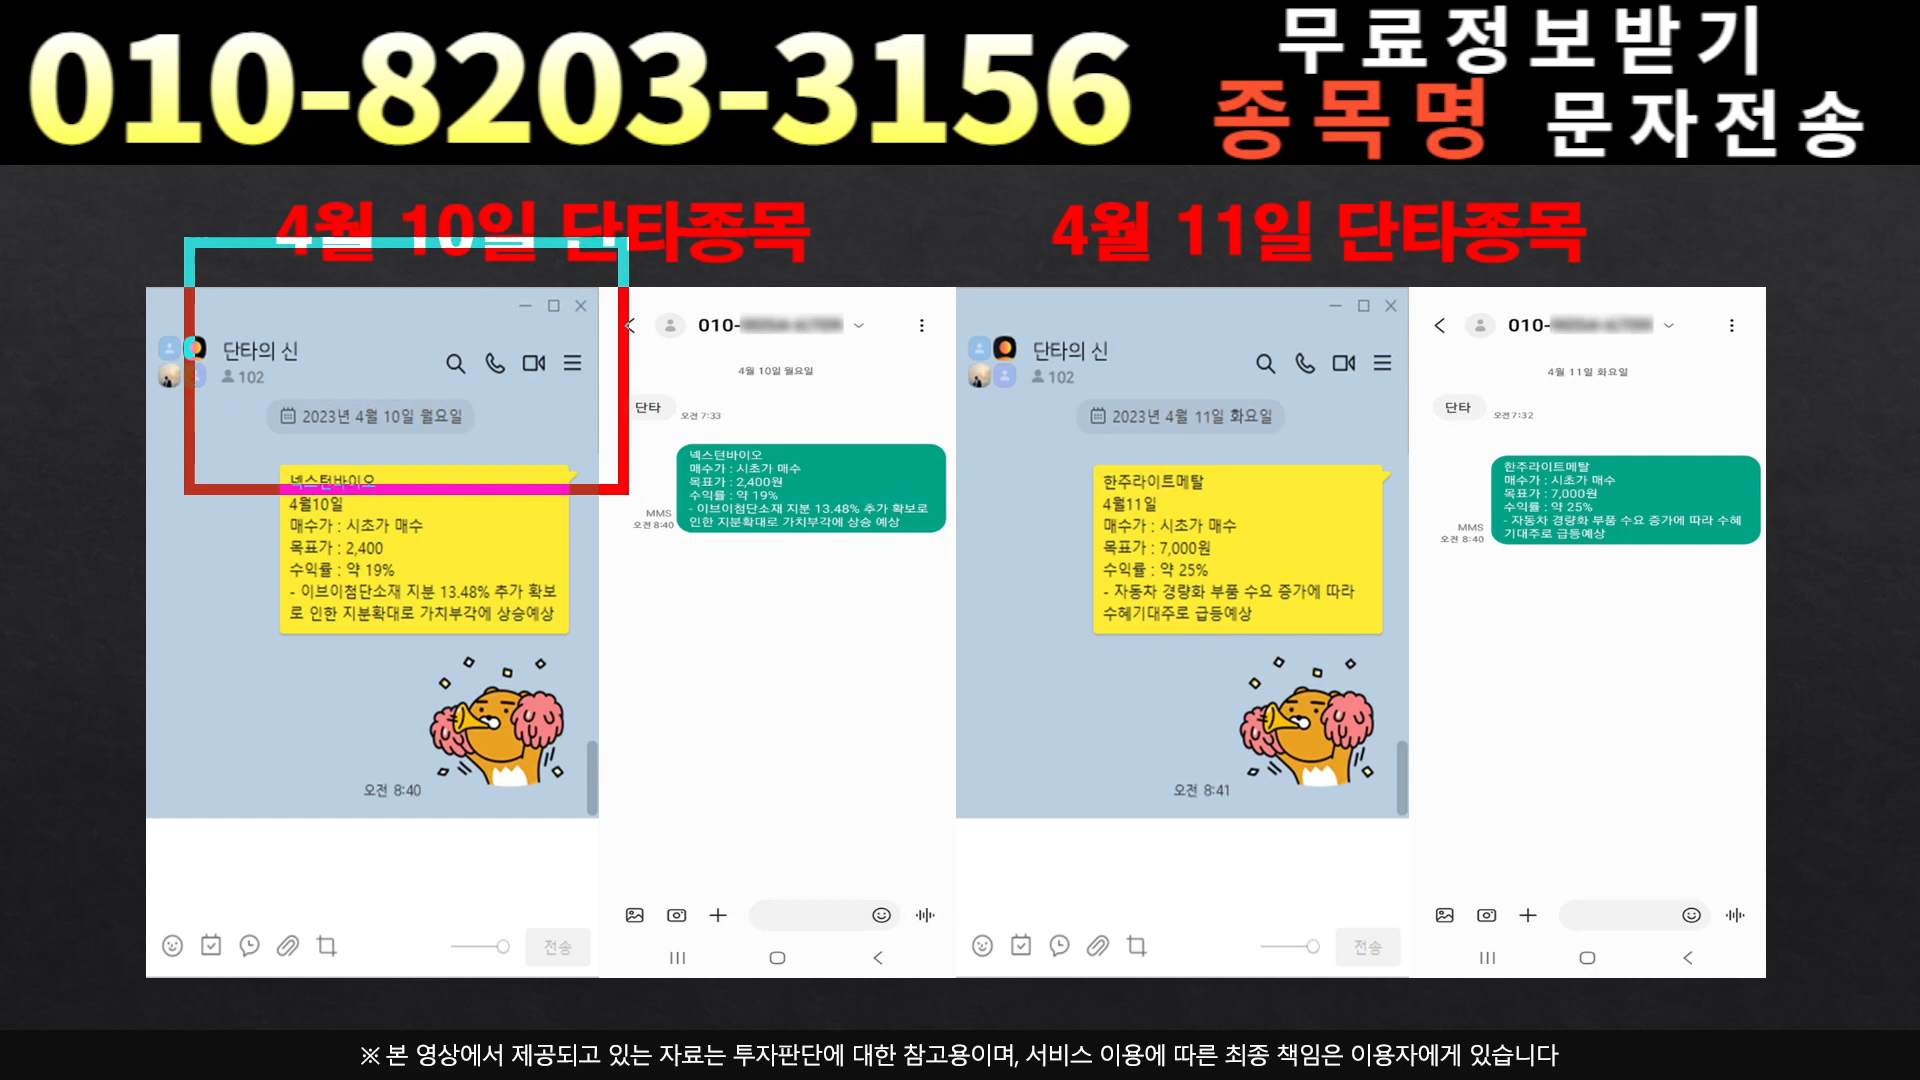 010-8203-3156
무료정보받기
종목명 문자전송
4월 10일 단타종목
4월 11일 단타종목
단타의 신
102
2023년 4월 10일 월요일
넥스턴바이오
4월10일
매수가 : 시초가 매수
목표가 : 2,400
수익률 : 약 19%
- 이브이첨단소재 지분 13.48% 추가 확보
로 인한 지분확대로 가치부각에 상승예상
오전 8:40
전송
010-
4월 10일 월요일
단타
오전 7:33
넥스턴바이오
매수가 : 시초가 매수
목표가 : 2,400원
수익률 : 약 19%
- 이브이첨단소재 지분 13.48% 추가 확보로
인한 지분확대로 가치부각에 상승 예상
MMS
오전 8:40
단타의 신
102
2023년 4월 11일 화요일
한주라이트메탈
4월11일
매수가 : 시초가 매수
목표가 : 7,000원
수익률 : 약 25%
- 자동차 경량화 부품 수요 증가에 따라
수혜기대주로 급등예상
오전 8:41
전송
010-
4월 11일 화요일
단타
오전7:32
한주라이트메탈
매수가 : 시초가 매수
목표가 : 7,000원
수익률 : 약 25%
- 자동차 경량화 부품 수요 증가에 따라 수혜
기대주로 급등예상
MMS
오전 8:40
※ 본 영상에서 제공되고 있는 자료는 투자판단에 대한 참고용이며, 서비스 이용에 따른 최종 책임은 이용자에게 있습니다